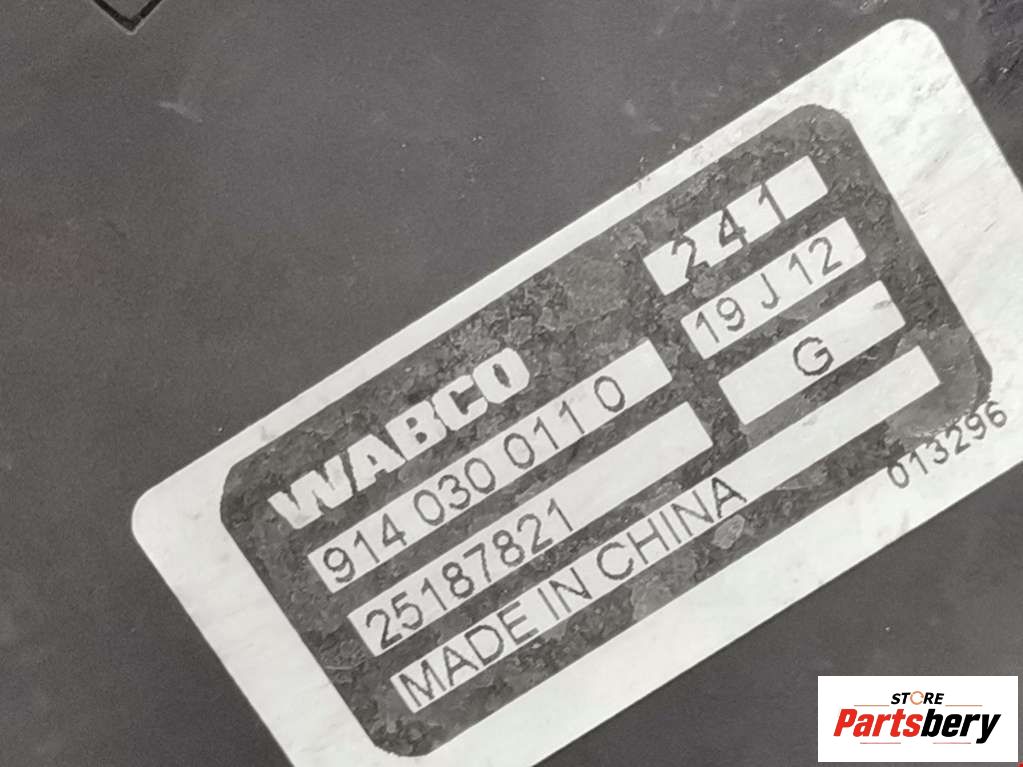 WABCO
914 030 011 0
25187821
MADE IN CHINA
241
19 J 12
G
013296
STORE
Partsbery